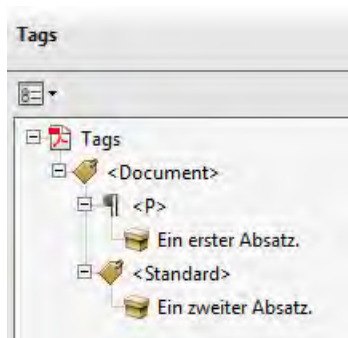 Tags
Tags
<Document>
<P>
Ein erster Absatz.
<Standard>
Ein zweiter Absatz.